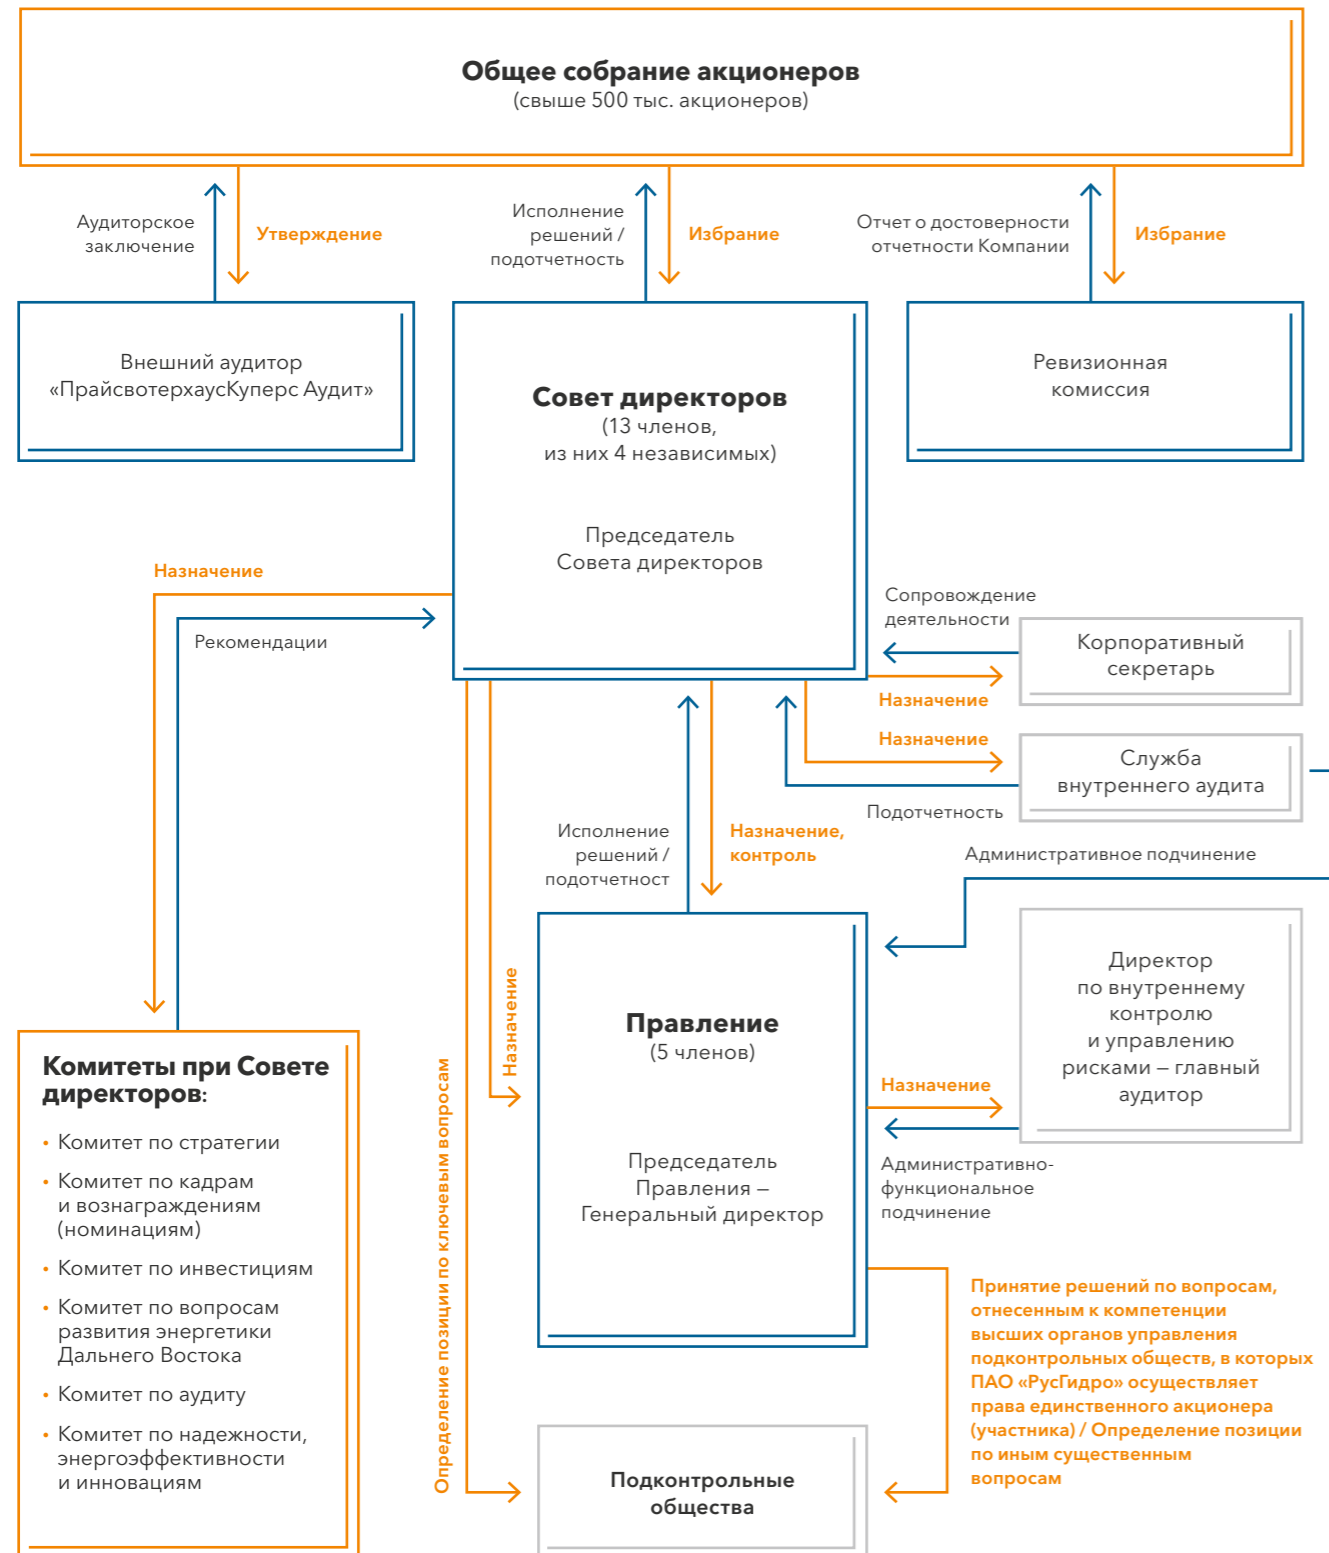 Общее собрание акционеров
(свыше 500 тыс. акционеров)
Аудиторское
заключение
Утверждение
Исполнение
решений /
подотчетность
Избрание
Отчет о достоверности
отчетности Компании
Избрание
Внешний аудитор
«ПрайсвотерхаусКуперс Аудит»
Совет директоров
(13 членов,
из них 4 независимых)
Председатель
Совета директоров
Ревизионная
комиссия
Назначение
Рекомендации
Сопровождение
деятельности
Корпоративный
секретарь
Назначение
Назначение
Служба
внутреннего аудита
Подотчетность
Исполнение
решений /
подотчетност
Назначение,
контроль
Административное подчинение
Директор
по внутреннему
контролю
и управлению
рисками – главный
аудитор
Назначение
Правление
(5 членов)
Председатель
Правления –
Генеральный директор
Назначение
Административно-
функциональное
подчинение
Комитеты при Совете
директоров:
• Комитет по стратегии
• Комитет по кадрам
и вознаграждениям
(номинациям)
• Комитет по инвестициям
• Комитет по вопросам
развития энергетики
Дальнего Востока
• Комитет по аудиту
• Комитет по надежности,
энергоэффективности
и инновациям
Определение позиции по ключевым вопросам
Принятие решений по вопросам,
отнесенным к компетенции
высших органов управления
подконтрольных обществ, в которых
ПАО «РусГидро» осуществляет
права единственного акционера
(участника) / Определение позиции
по иным существенным
вопросам
Подконтрольные
общества